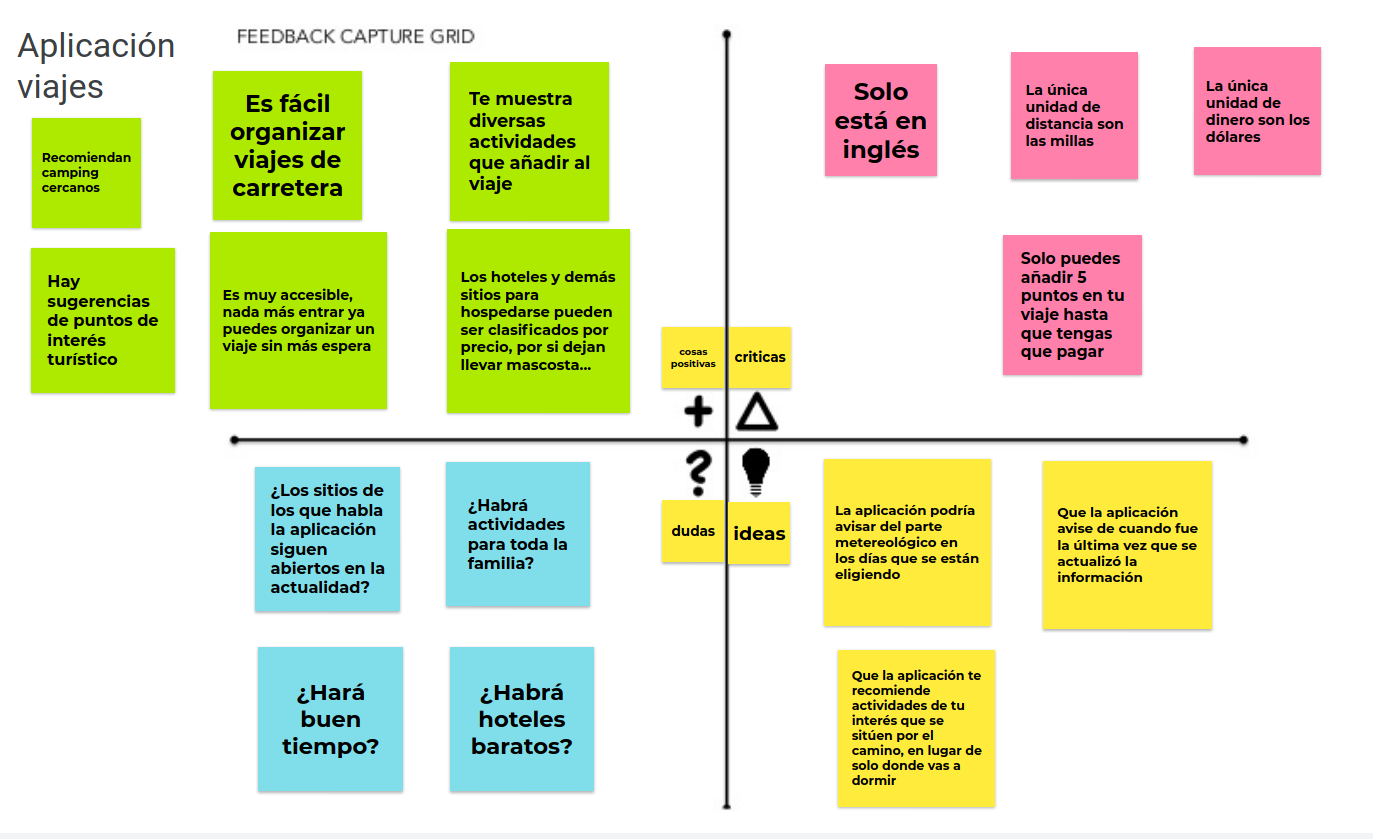 Aplicación
viajes
FEEDBACK CAPTURE GRID
Recomiendan
camping
cercanos
Es fácil
organizar
viajes de
carretera
Te muestra
diversas
actividades
que añadir al
viaje
Hay
sugerencias
de puntos de
interés
turístico
Es muy accesible,
nada más entrar ya
puedes organizar un
viaje sin más espera
Los hoteles y demás
sitios para
hospedarse pueden
ser clasificados por
precio, por si dejan
llevar mascosta...
cosas
positivas
criticas
Solo
está en
inglés
La única
unidad de
distancia son
las millas
La única
unidad de
dinero son los
dólares
Solo puedes
añadir 5
puntos en tu
viaje hasta
que tengas
que pagar
¿Los sitios de
los que habla
la aplicación
siguen
abiertos en la
actualidad?
¿Habrá
actividades
para toda la
familia?
dudas
ideas
¿Hará
buen
tiempo?
¿Habrá
hoteles
baratos?
La aplicación podría
avisar del parte
metereológico en
los días que se están
eligiendo
Que la aplicación
avise de cuando fue
la última vez que se
actualizó la
información
Que la aplicación te
recomiende
actividades de tu
interés que se
sitúen por el
camino, en lugar de
solo donde vas a
dormir